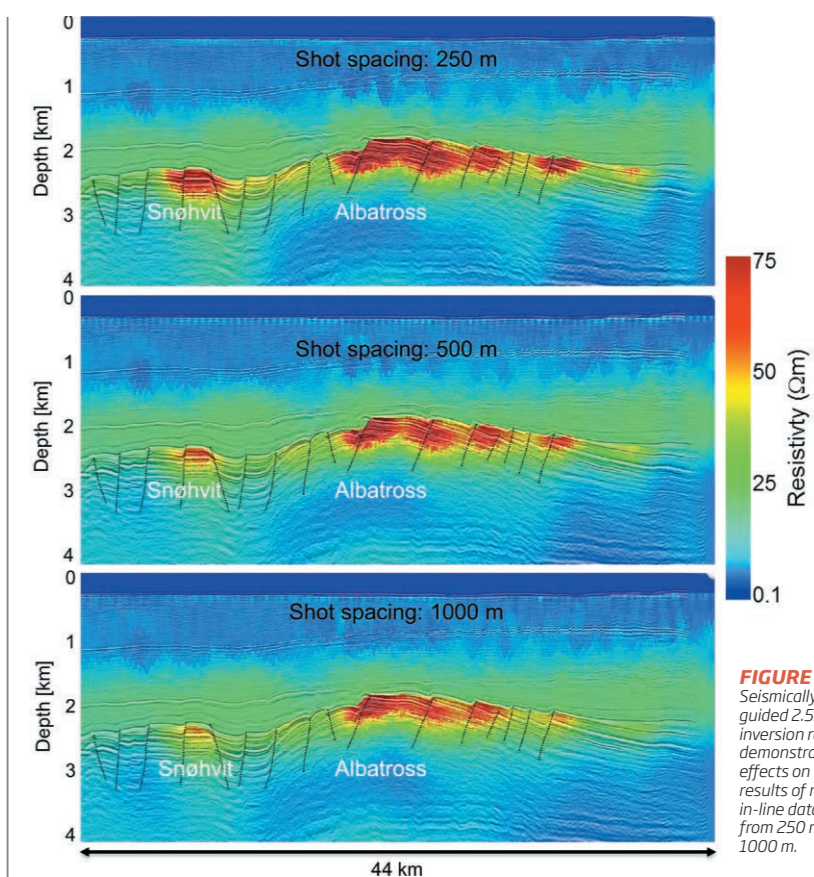 0
Shot spacing: 250 m
1
Depth [km]
2
3
Snøhvit
Albatross
4
0
Shot spacing: 500 m
1
Depth [km]
2
3
Snøhvit
Albatross
4
0
Shot spacing: 1000 m
1
Depth [km]
2
3
Snøhvit
Albatross
4
44 km
75
50
25
0.1
Resistivty (Ωm)
FIGURE
Seismically
guided 2.5
inversion re
demonstra
effects on
results of r
in-line data
from 250 m
1000 m.